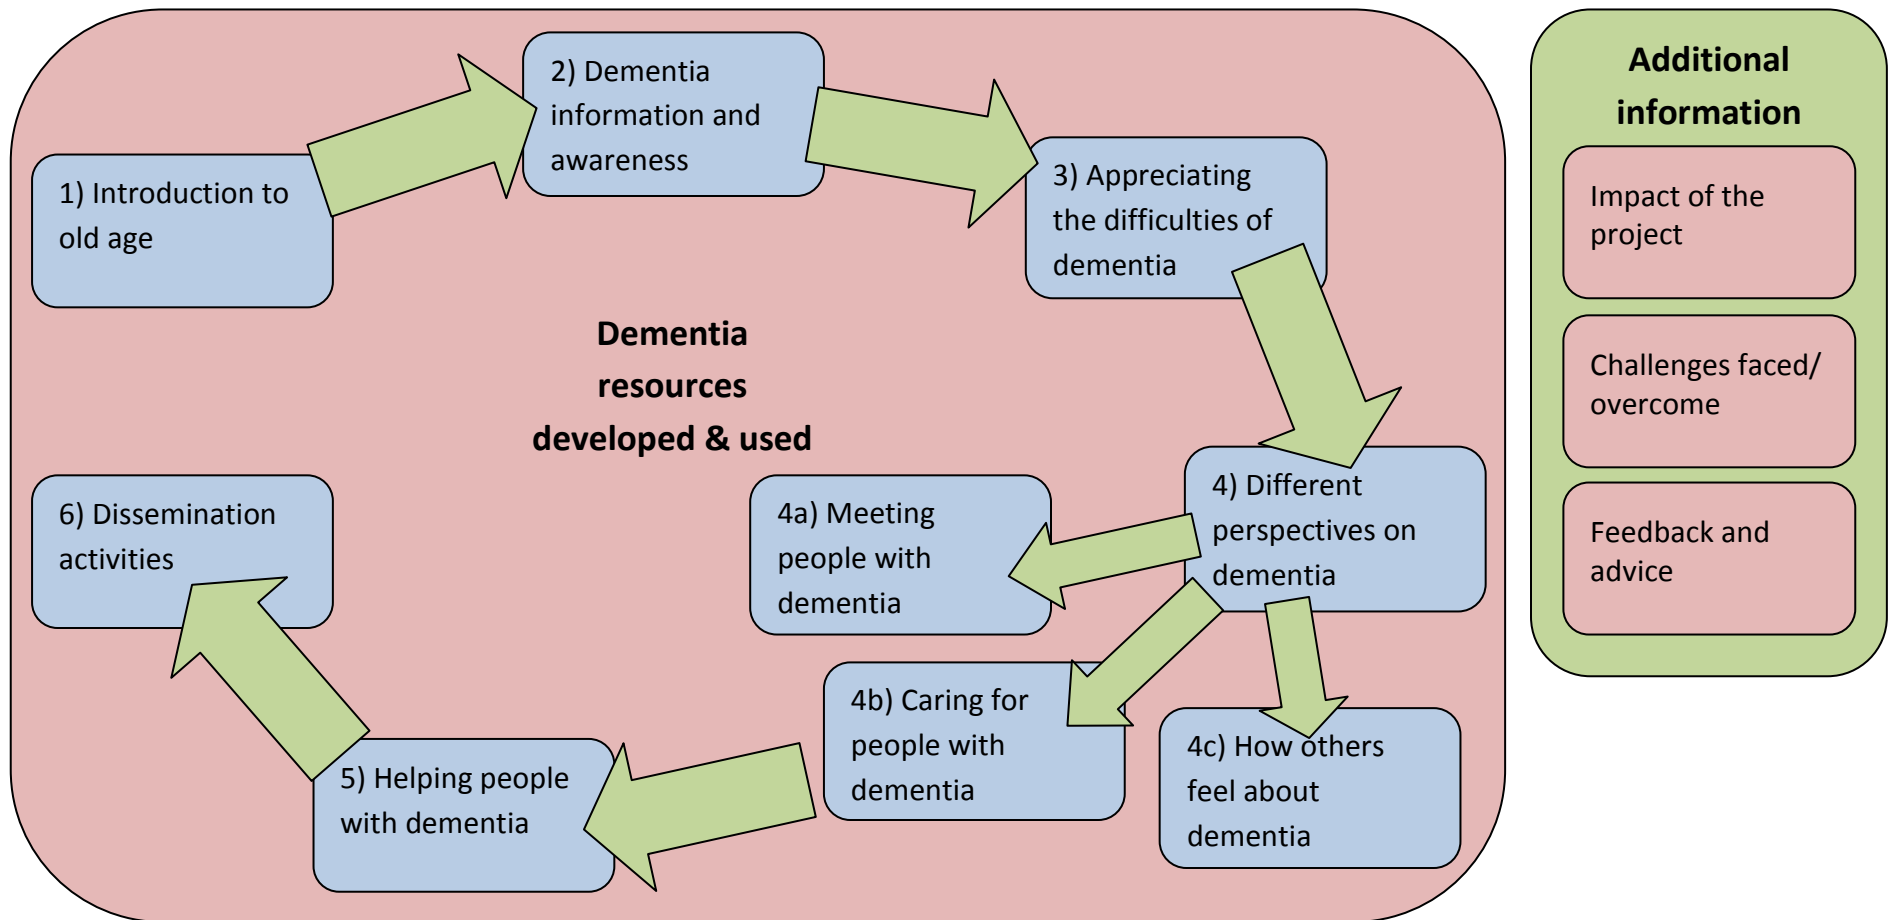 1) Introduction to
old age
2) Dementia
information and
awareness
3) Appreciating
the difficulties of
dementia
Dementia
resources
developed & used
4) Different
perspectives on
dementia
4a) Meeting
people with
dementia
4b) Caring for
people with
dementia
4c) How others
feel about
dementia
5) Helping people
with dementia
6) Dissemination
activities
Additional
information
Impact of the
project
Challenges faced/
overcome
Feedback and
advice